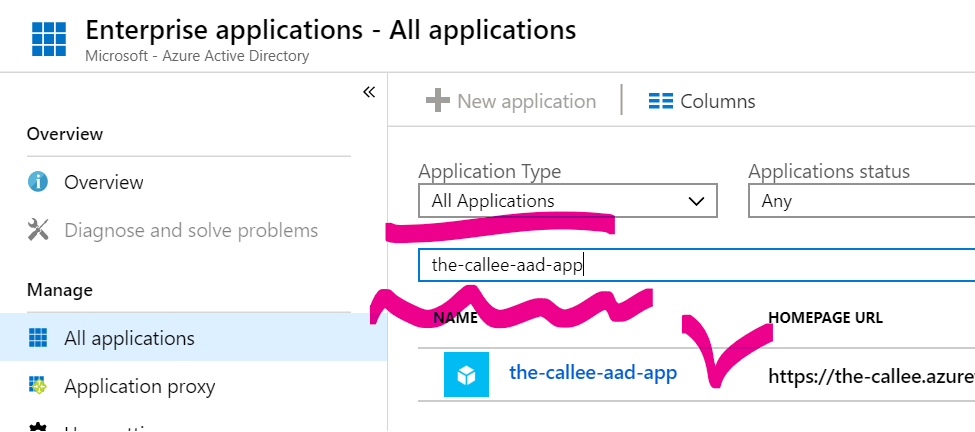 Enterprise applications - All applications
Microsoft - Azure Active Directory
«
New application
Columns
Overview
Overview
Diagnose and solve problems
Manage
All applications
Application proxy
Application Type
Applications status
All Applications
Any
the-callee-aad-app
NAME
HOMEPAGE URL
the-callee-aad-app
https://the-callee.azure